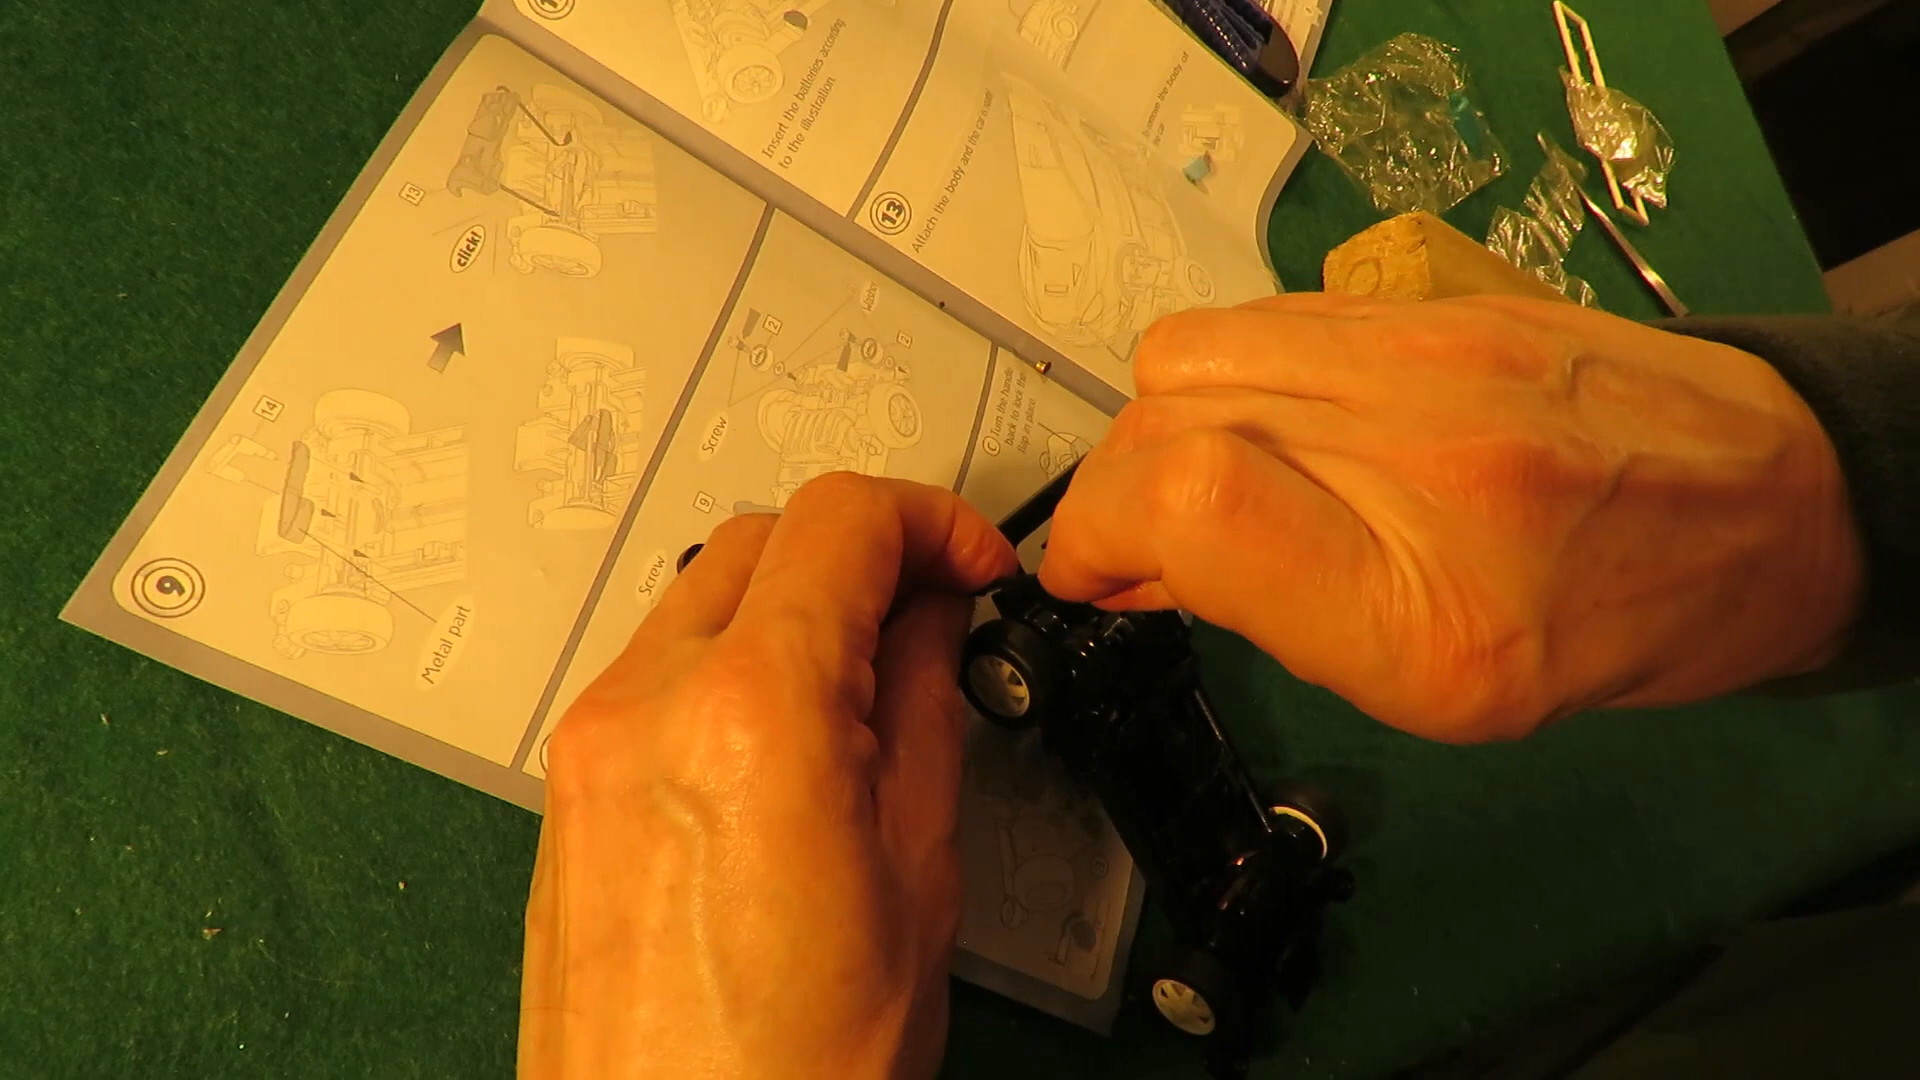 9
14
Metal part
13
click!
Screw
9
Screw
2
2
Washer
C Turn the handle
back to lock the
flap in place
Insert the batteries according
to the illustration
13
Attach the body and the car is ready!
To remove the body of
the car